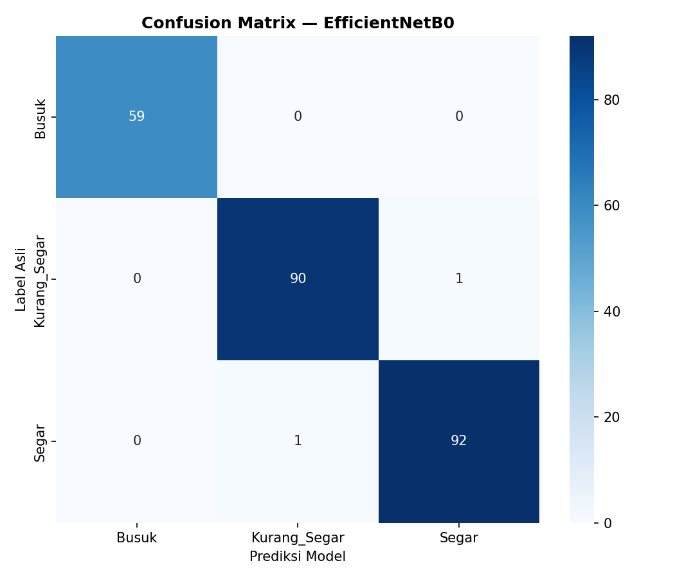 Confusion Matrix — EfficientNetB0
Label Asli
Busuk
Kurang_Segar
Segar
59 0 0
0 90 1
0 1 92
Busuk Kurang_Segar Segar
Prediksi Model
80
60
40
20
0